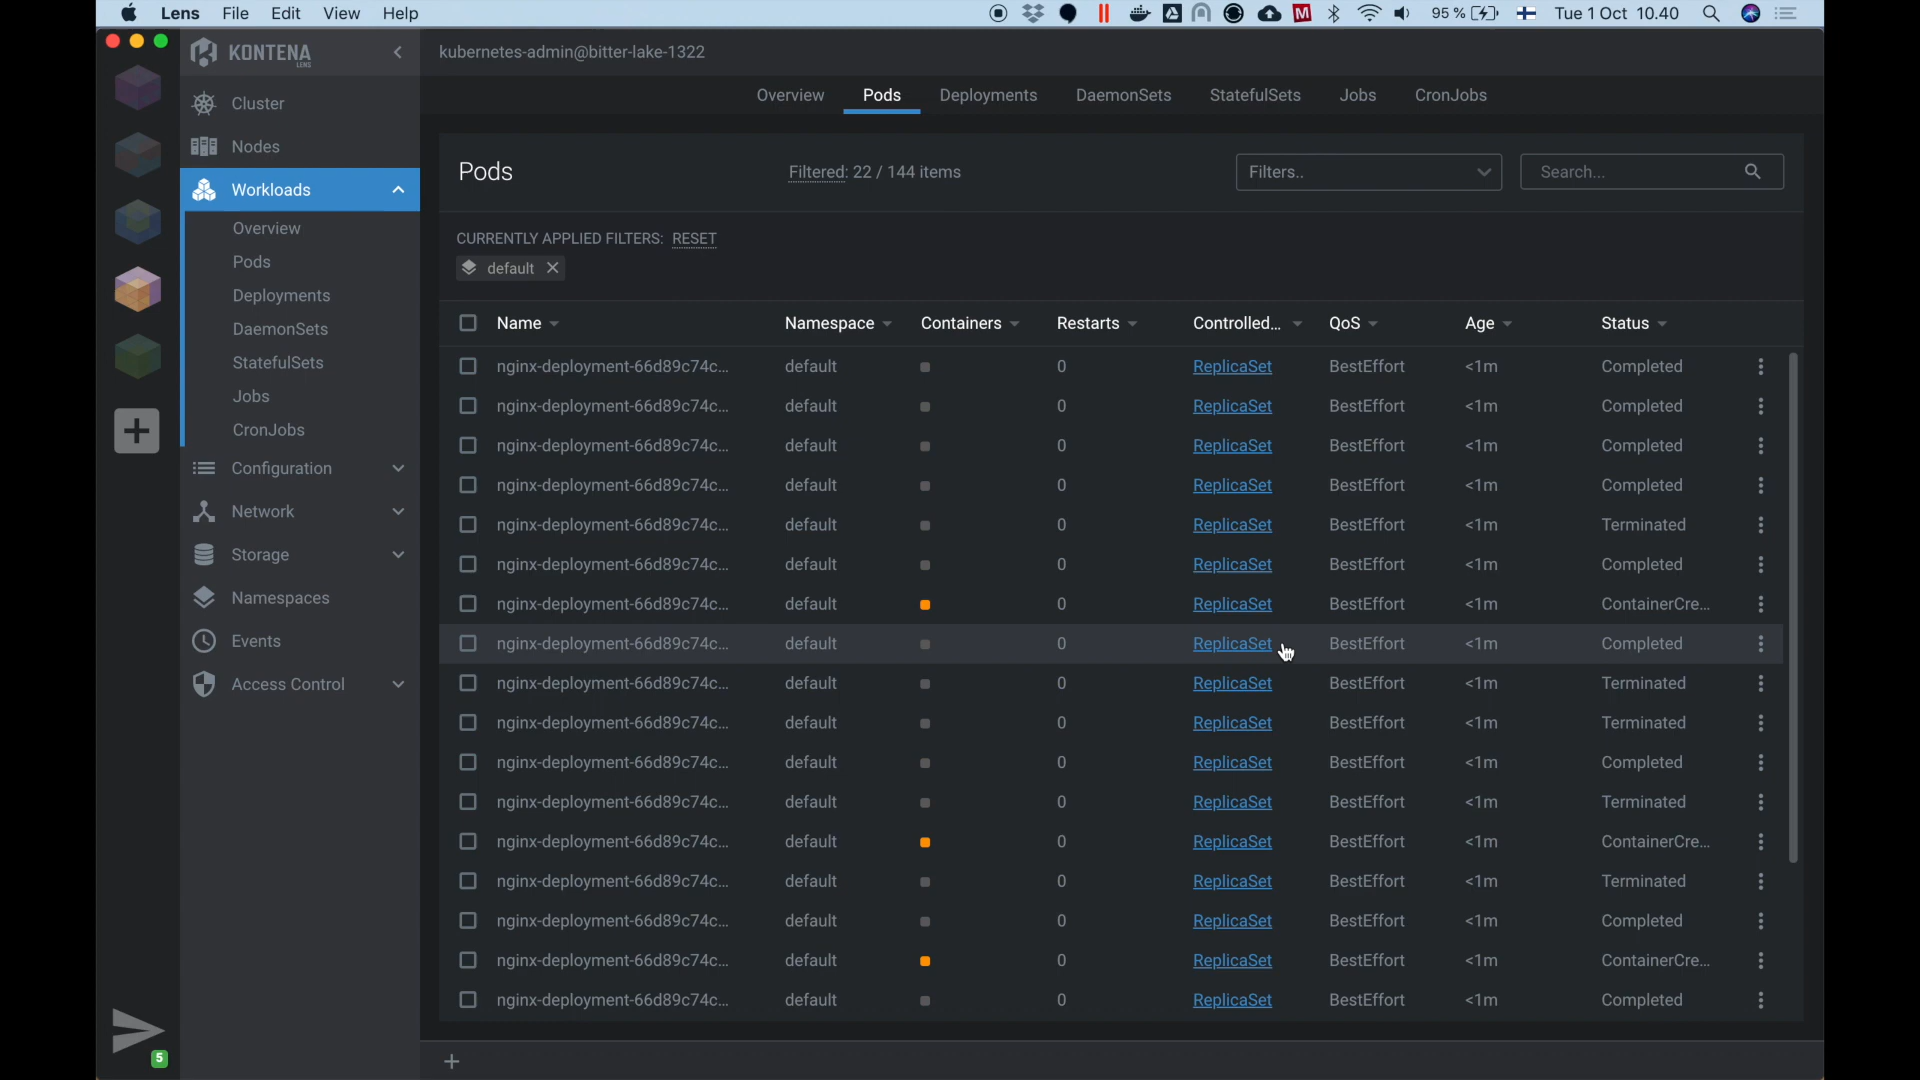 Lens File Edit View Help 95 % Tue 1 Oct 10.40
KONTENA
LENS
kubernetes-admin@bitter-lake-1322
Cluster
Nodes
Workloads
Overview
Pods
Deployments
DaemonSets
StatefulSets
Jobs
CronJobs
Configuration
Network
Storage
Namespaces
Events
Access Control
5
Overview Pods Deployments DaemonSets StatefulSets Jobs CronJobs
Pods Filtered: 22 / 144 items Filters.. Search...
CURRENTLY APPLIED FILTERS: RESET
default
Name Namespace Containers Restarts Controlled... QoS Age Status
nginx-deployment-66d89c74c... default 0 ReplicaSet BestEffort <1m Completed
nginx-deployment-66d89c74c... default 0 ReplicaSet BestEffort <1m Completed
nginx-deployment-66d89c74c... default 0 ReplicaSet BestEffort <1m Completed
nginx-deployment-66d89c74c... default 0 ReplicaSet BestEffort <1m Completed
nginx-deployment-66d89c74c... default 0 ReplicaSet BestEffort <1m Terminated
nginx-deployment-66d89c74c... default 0 ReplicaSet BestEffort <1m Completed
nginx-deployment-66d89c74c... default 0 ReplicaSet BestEffort <1m ContainerCre...
nginx-deployment-66d89c74c... default 0 ReplicaSet BestEffort <1m Completed
nginx-deployment-66d89c74c... default 0 ReplicaSet BestEffort <1m Terminated
nginx-deployment-66d89c74c... default 0 ReplicaSet BestEffort <1m Terminated
nginx-deployment-66d89c74c... default 0 ReplicaSet BestEffort <1m Completed
nginx-deployment-66d89c74c... default 0 ReplicaSet BestEffort <1m Terminated
nginx-deployment-66d89c74c... default 0 ReplicaSet BestEffort <1m ContainerCre...
nginx-deployment-66d89c74c... default 0 ReplicaSet BestEffort <1m Terminated
nginx-deployment-66d89c74c... default 0 ReplicaSet BestEffort <1m Completed
nginx-deployment-66d89c74c... default 0 ReplicaSet BestEffort <1m ContainerCre...
nginx-deployment-66d89c74c... default 0 ReplicaSet BestEffort <1m Completed